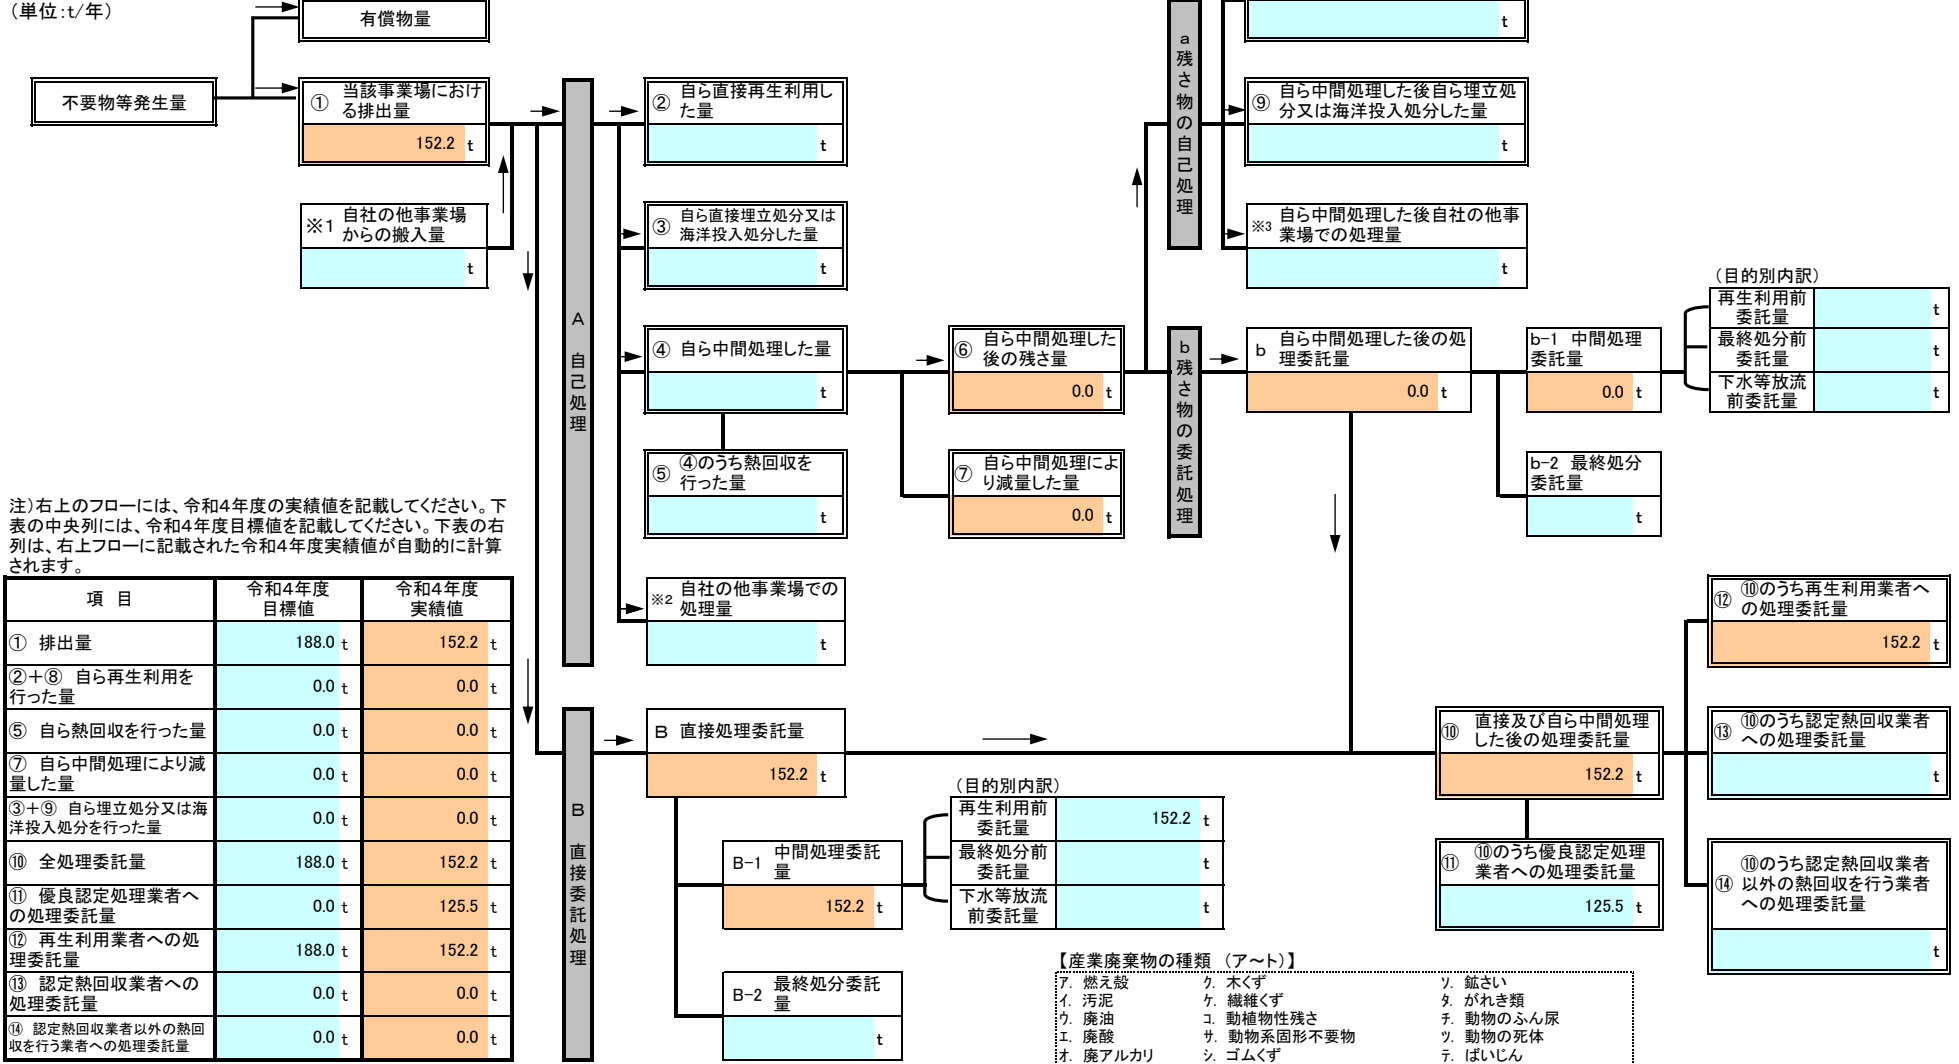 (単位:t/年)
有償物量
t
不要物等発生量
① 当該事業場におけ
る排出量
152.2 t
② 自ら直接再生利用し
た量
t
a 残さ物の自己処理
⑨ 自ら中間処理した後自ら埋立処
分又は海洋投入処分した量
t
※1 自社の他事業場
からの搬入量
t
③ 自ら直接埋立処分又は
海洋投入処分した量
t
※3 自ら中間処理した後自社の他事
業場での処理量
t
A 自己処理
④ 自ら中間処理した量
t
⑥ 自ら中間処理した
後の残さ量
0.0 t
b 残さ物の委託処理
b 自ら中間処理した後の処
理委託量
0.0 t
b-1 中間処理
委託量
0.0 t
(目的別内訳)
再生利用前
委託量 t
最終処分前
委託量 t
下水等放流
前委託量 t
⑤ ④のうち熱回収を
行った量
t
⑦ 自ら中間処理によ
り減量した量
0.0 t
b-2 最終処分
委託量
t
注)右上のフローには、令和4年度の実績値を記載してください。下
表の中央列には、令和4年度目標値を記載してください。下表の右
列は、右上フローに記載された令和4年度実績値が自動的に計算
されます。
項 目 令和4年度
目標値 令和4年度
実績値
① 排出量 188.0 t 152.2 t
②+⑧ 自ら再生利用を
行った量 0.0 t 0.0 t
⑤ 自ら熱回収を行った量 0.0 t 0.0 t
⑦ 自ら中間処理により減
量した量 0.0 t 0.0 t
③+⑨ 自ら埋立処分又は海
洋投入処分を行った量 0.0 t 0.0 t
⑩ 全処理委託量 188.0 t 152.2 t
⑪ 優良認定処理業者へ
の処理委託量 0.0 t 125.5 t
⑫ 再生利用業者への処
理委託量 188.0 t 152.2 t
⑬ 認定熱回収業者への
処理委託量 0.0 t 0.0 t
⑭ 認定熱回収業者以外の熱回
収を行う業者への処理委託量 0.0 t 0.0 t
※2 自社の他事業場での
処理量
t
B 直接委託処理
B 直接処理委託量
152.2 t
B-1 中間処理委託
量
152.2 t
(目的別内訳)
再生利用前
委託量 152.2 t
最終処分前
委託量 t
下水等放流
前委託量 t
B-2 最終処分委託
量
t
⑩ 直接及び自ら中間処理
した後の処理委託量
152.2 t
⑪ ⑩のうち優良認定処理
業者への処理委託量
125.5 t
⑫ ⑩のうち再生利用業者へ
の処理委託量
152.2 t
⑬ ⑩のうち認定熱回収業者
への処理委託量
t
⑭ ⑩のうち認定熱回収業者
以外の熱回収を行う業者
への処理委託量
t
【産業廃棄物の種類 (ア~ト)】
ア. 燃え殻 ク. 木くず ソ. 鉱さい
イ. 汚泥 ケ. 繊維くず タ. がれき類
ウ. 廃油 コ. 動植物性残さ チ. 動物のふん尿
エ. 廃酸 サ. 動物系固形不要物 ツ. 動物の死体
オ. 廃アルカリ シ. ゴムくず テ. ばいじん